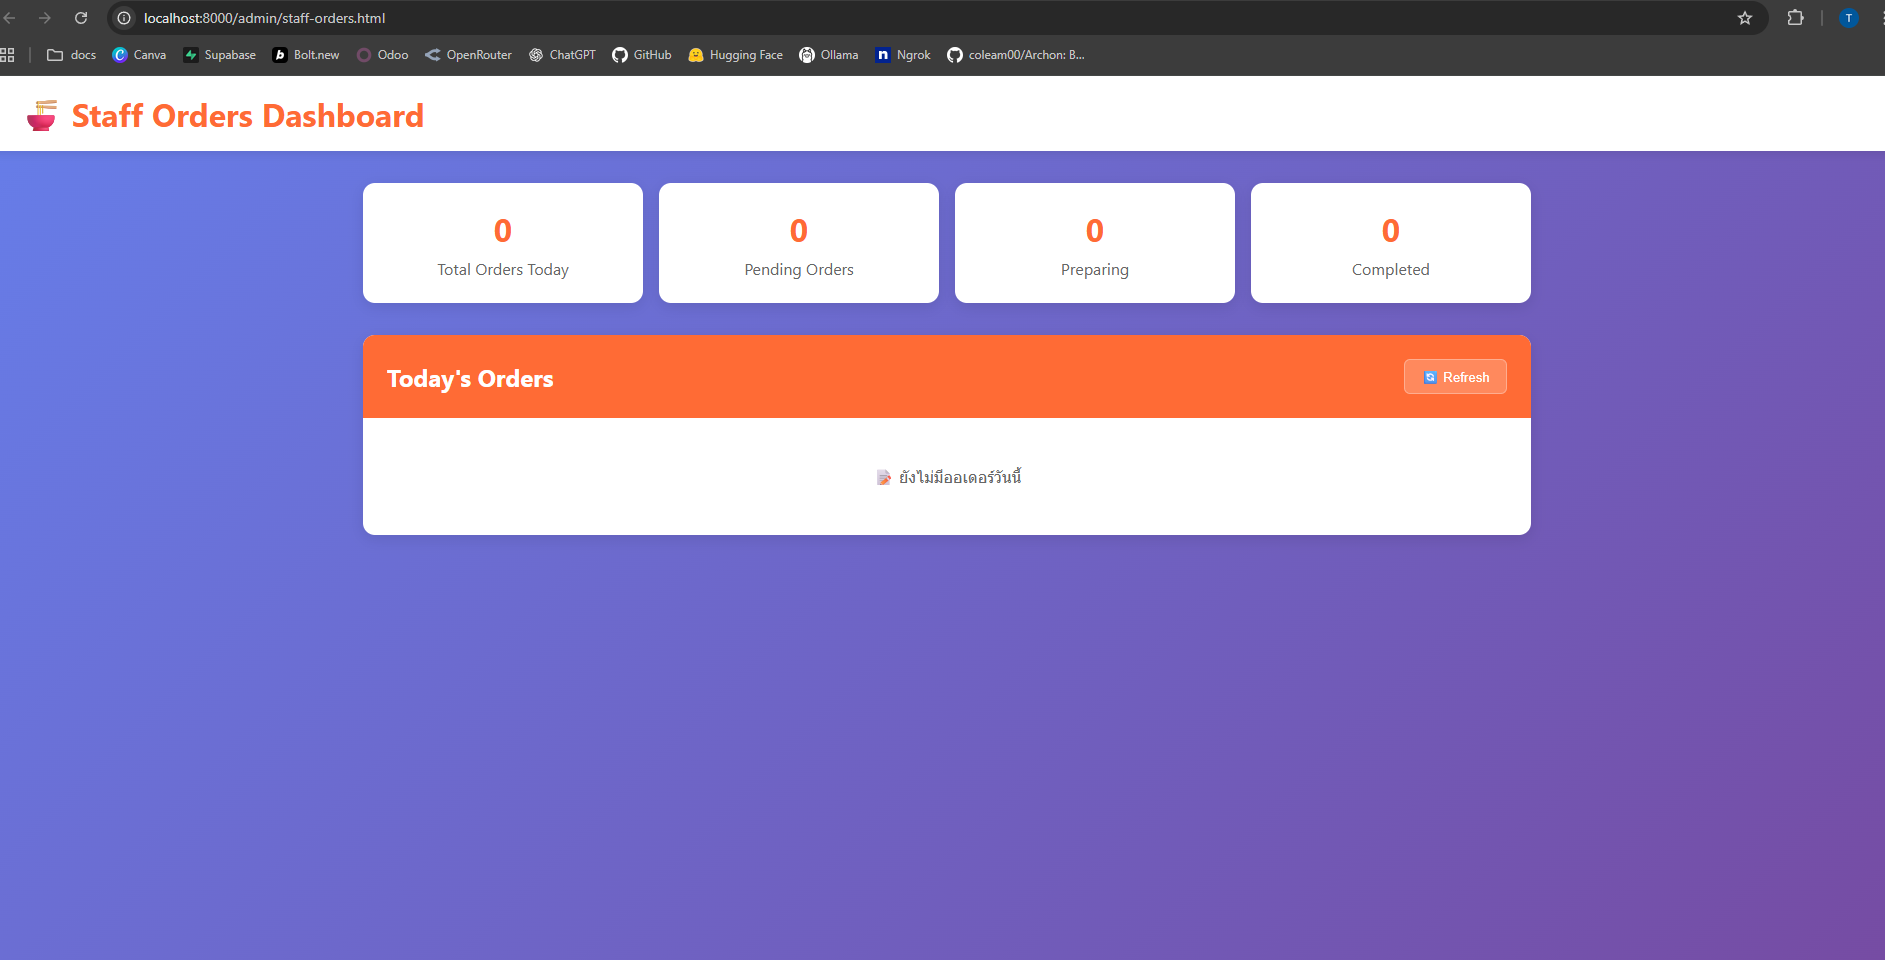 localhost:8000/admin/staff-orders.html
docs Canva Supabase Bolt.new Odoo OpenRouter ChatGPT GitHub Hugging Face Ollama Ngrok coleam00/Archon: B...
T
Staff Orders Dashboard
0 0 0 0
Total Orders Today Pending Orders Preparing Completed
Today's Orders Refresh
ยังไม่มีออเดอร์วันนี้